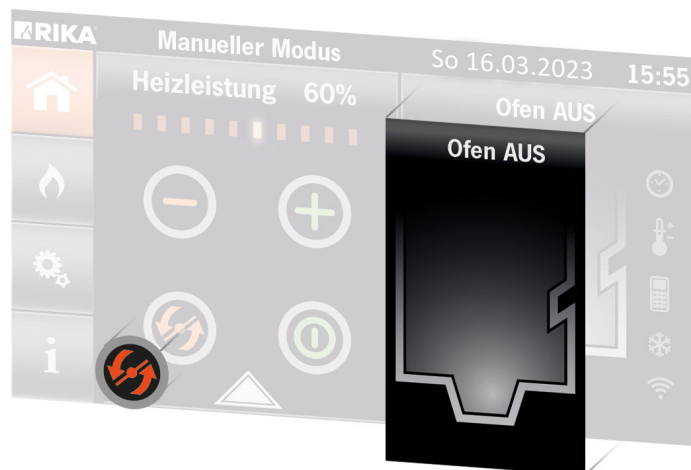 RIKA
Manueller Modus
So 16.03.2023 15:55
Heizleistung 60%
Ofen AUS
Ofen AUS
i